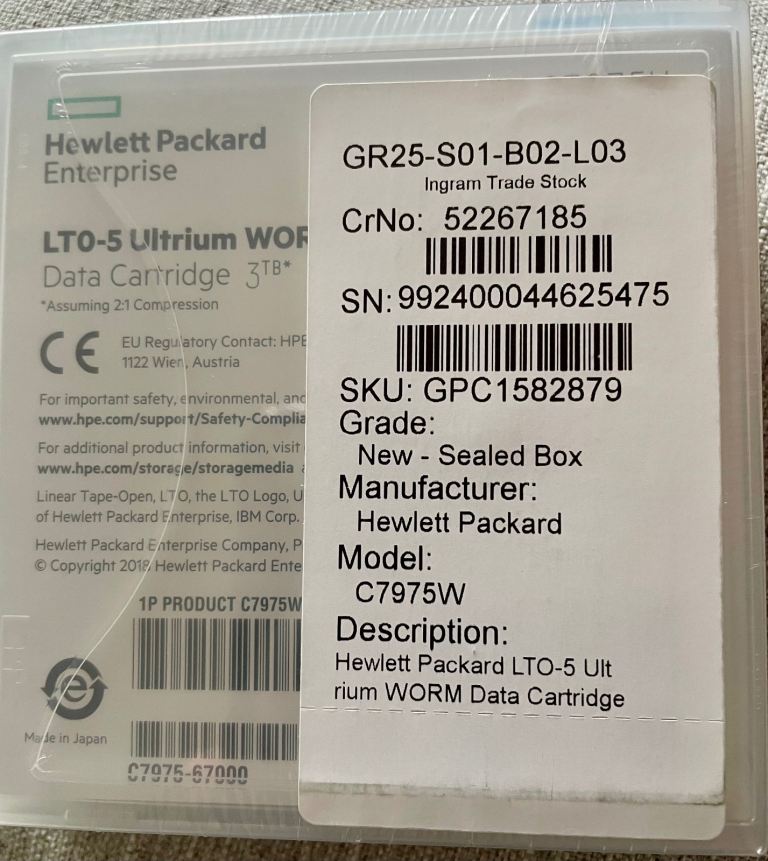 Hewlett Packard
Enterprise
LTO-5 Ultrium WOR
Data Cartridge 3TB*
*Assuming 2:1 Compression
CE
EU Regulatory Contact: HPE
1122 Wien, Austria
For important safety, environmental, and
www.hpe.com/support/Safety-Complia
For additional product information, visit
www.hpe.com/storage/storagemedia
Linear Tape-Open, LTO, the LTO Logo, U
of Hewlett Packard Enterprise, IBM Corp.
Hewlett Packard Enterprise Company, P
© Copyright 2018 Hewlett Packard Ente
1P PRODUCT C7975W
e
Made in Japan
C7975-67000
GR25-S01-B02-L03
Ingram Trade Stock
CrNo: 52267185
SN: 992400044625475
SKU: GPC1582879
Grade:
New - Sealed Box
Manufacturer:
Hewlett Packard
Model:
C7975W
Description:
Hewlett Packard LTO-5 Ult
rium WORM Data Cartridge